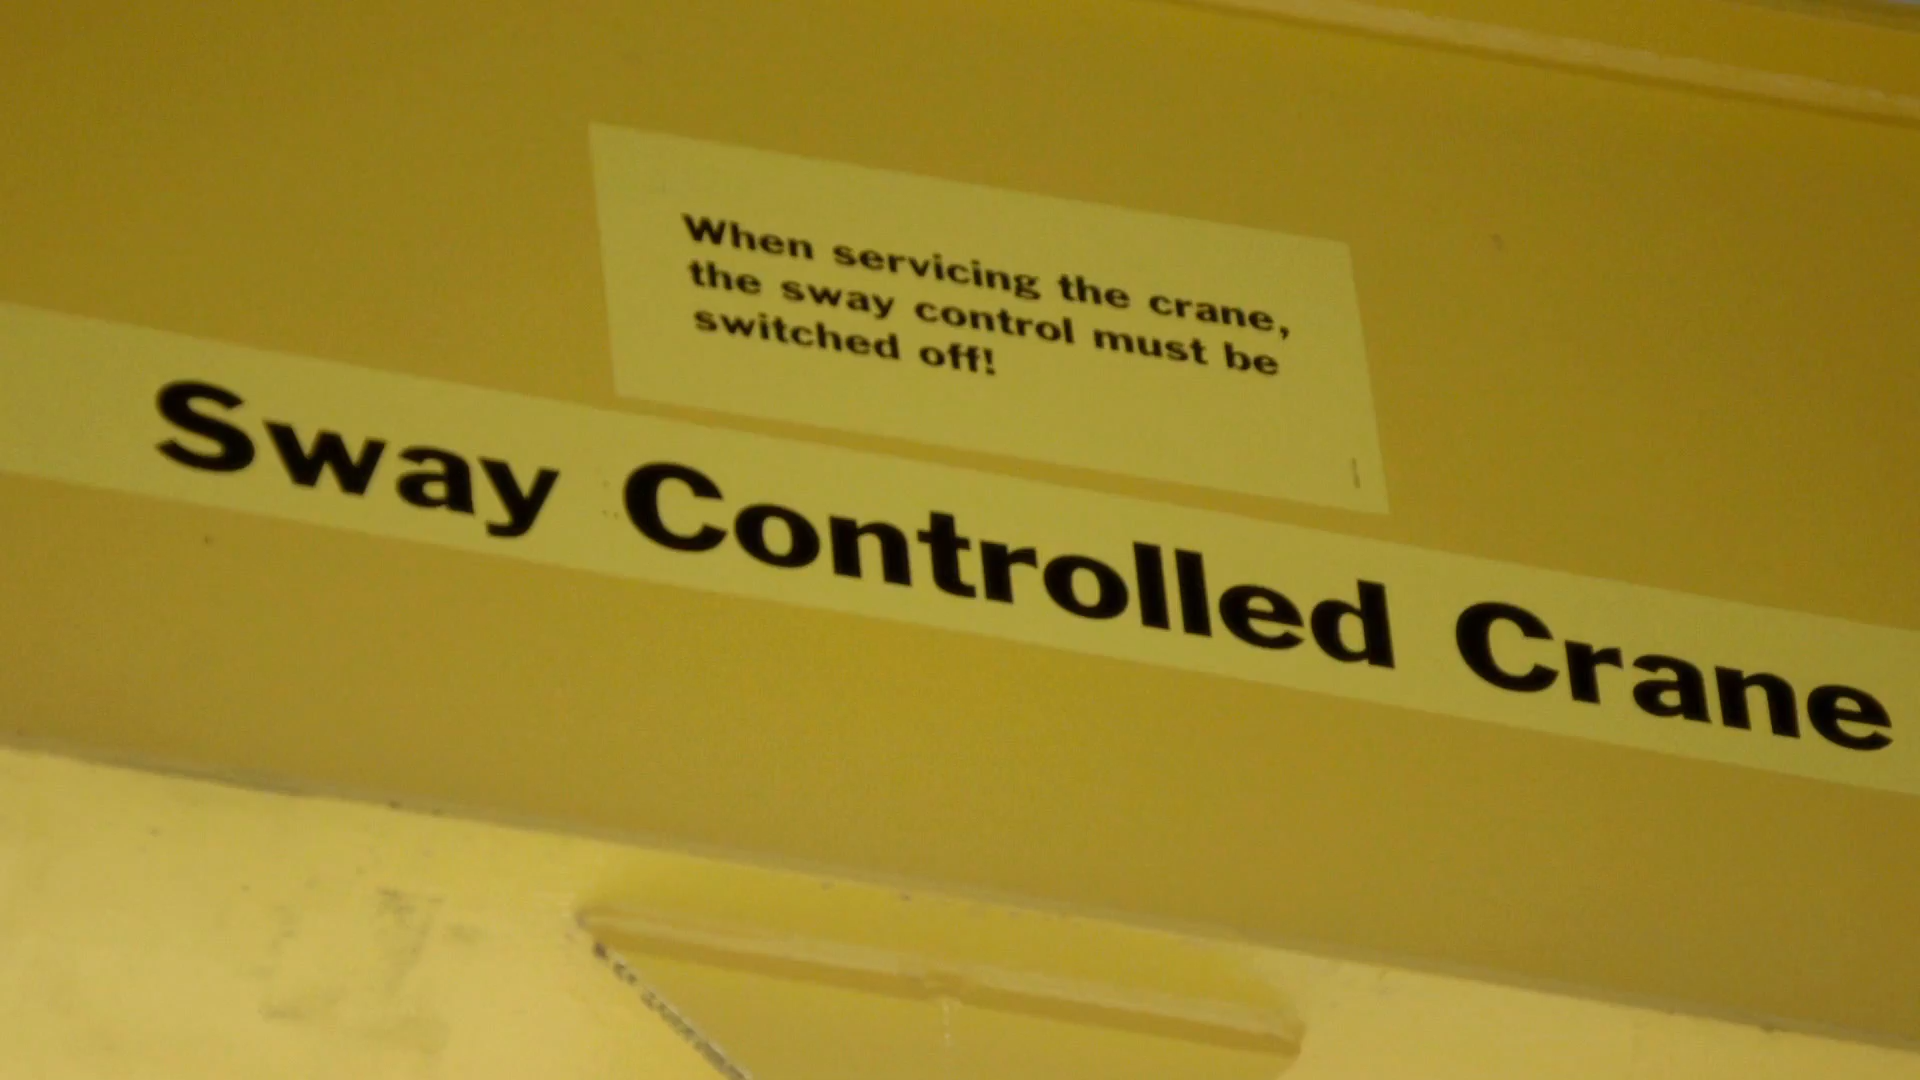 When servicing the crane,
the sway control must be
switched off!
Sway Controlled Crane